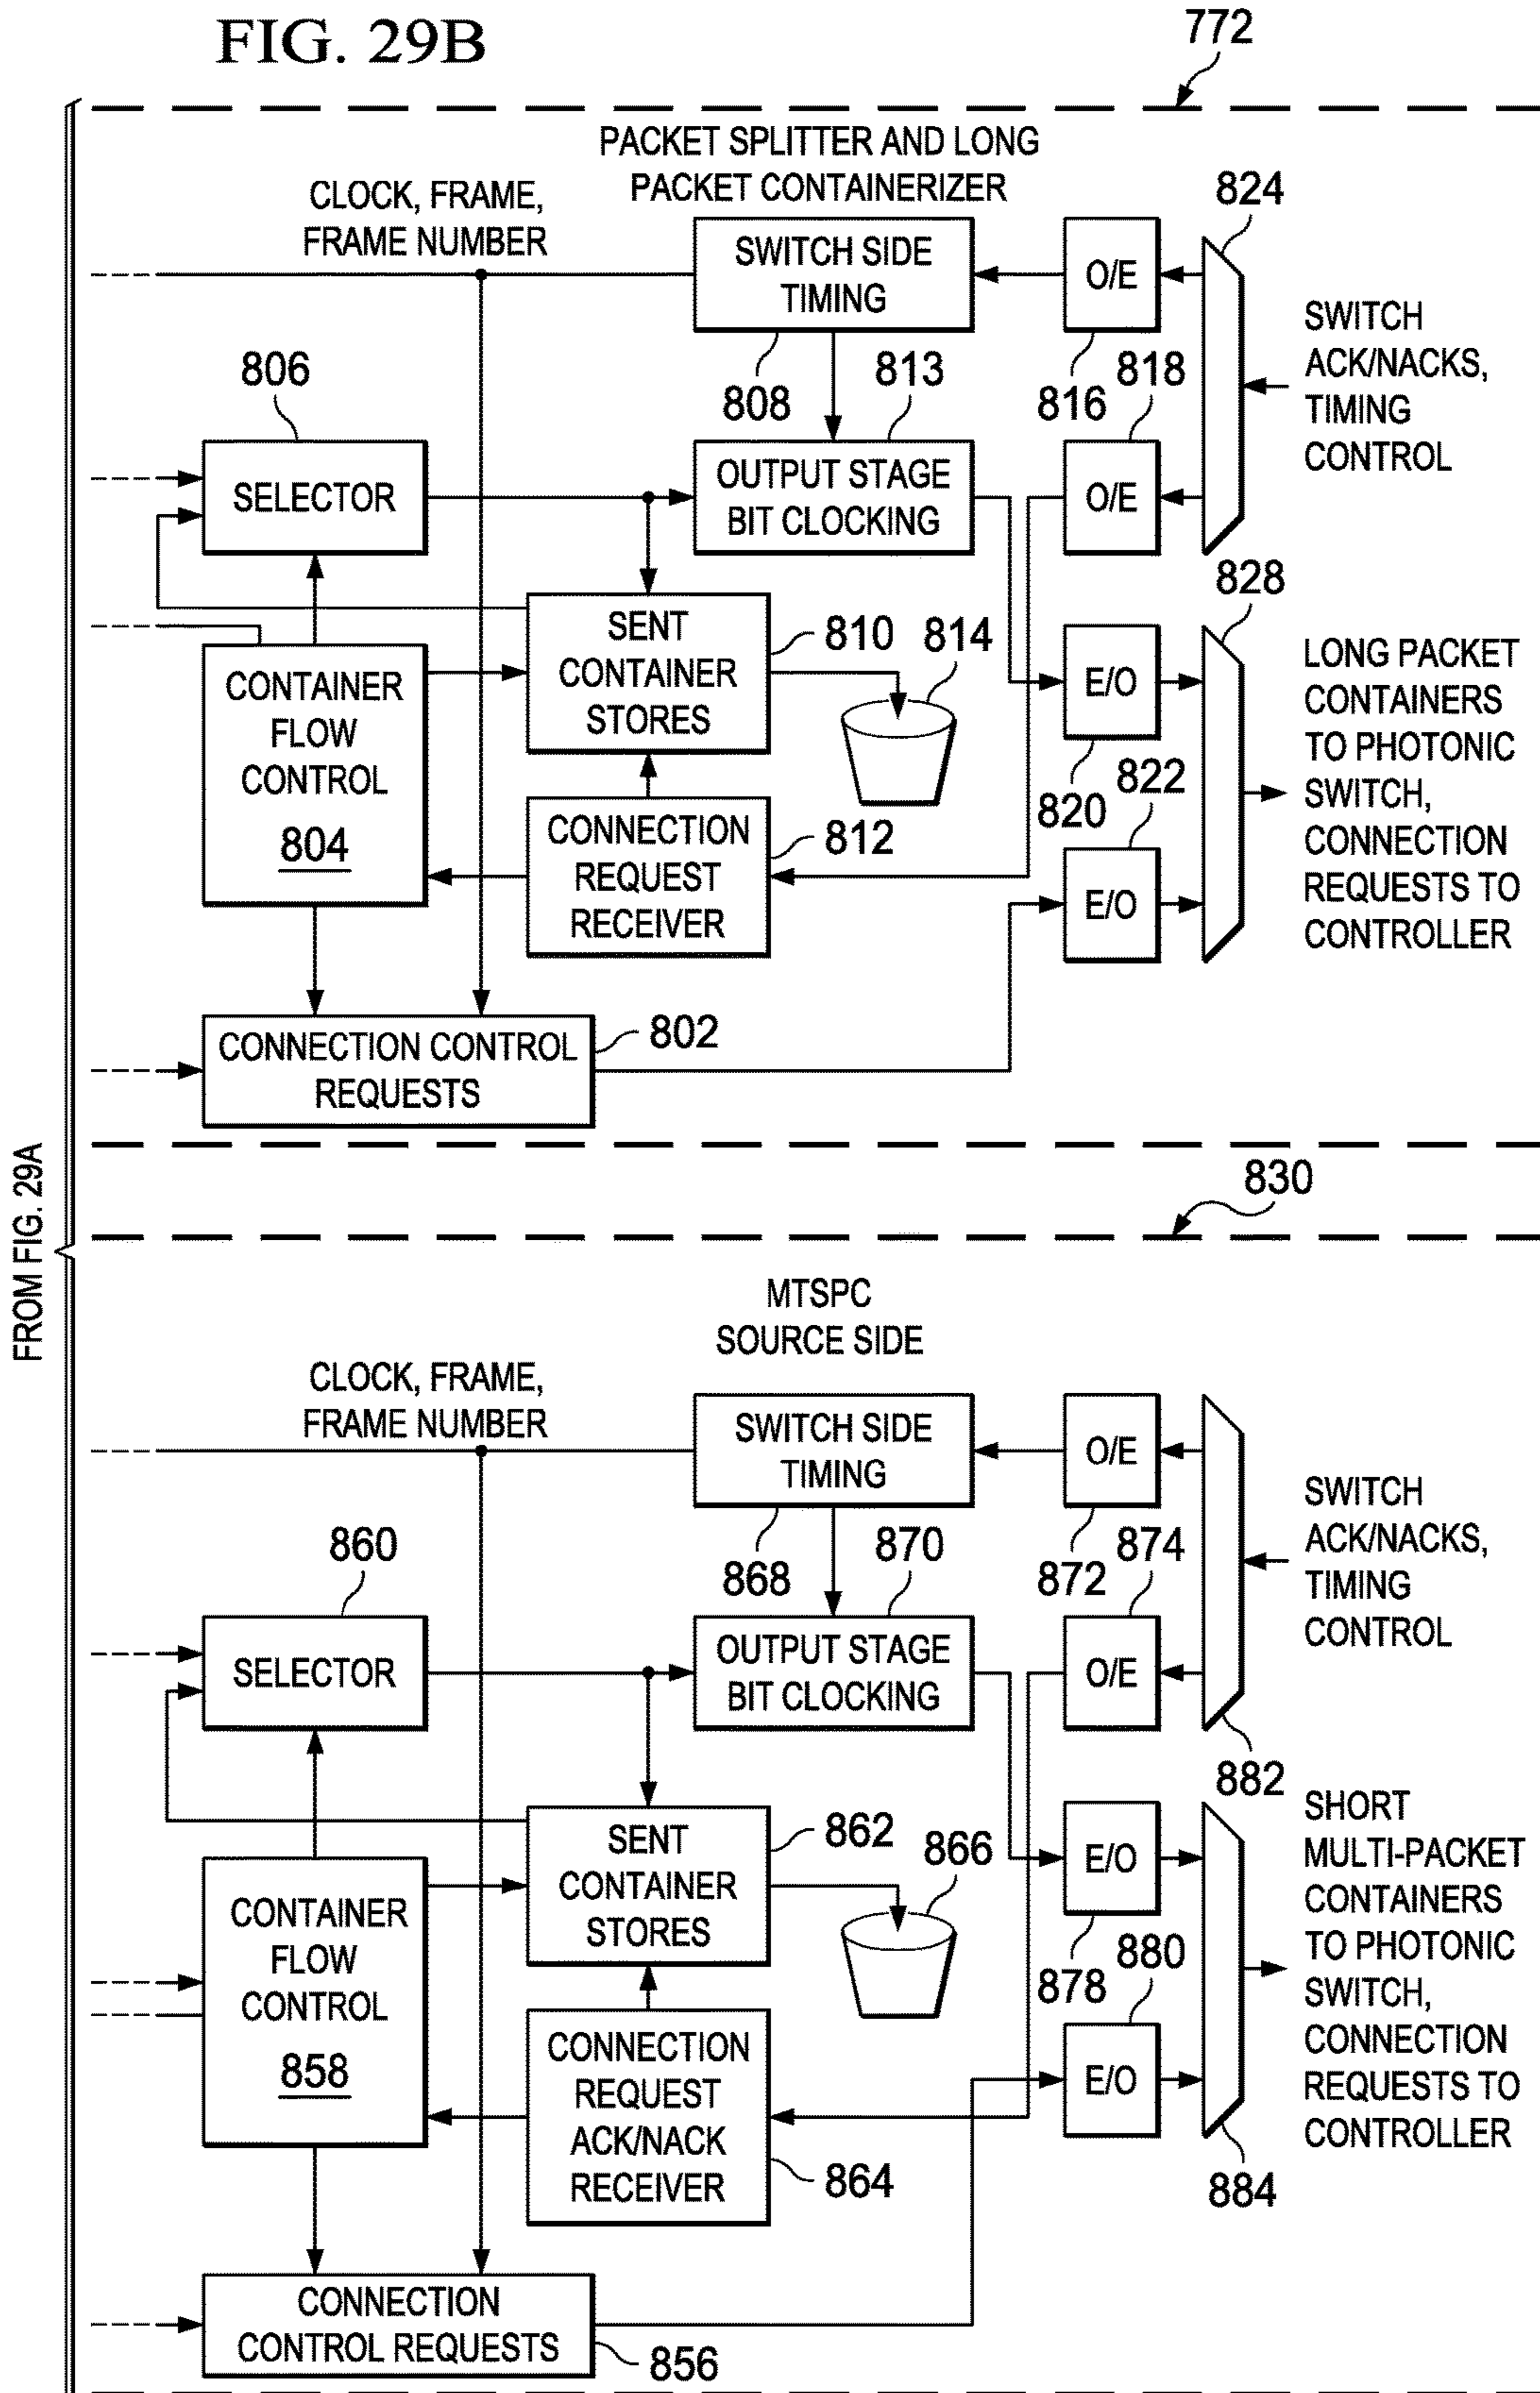 FIG. 29B
772
PACKET SPLITTER AND LONG
PACKET CONTAINERIZER
CLOCK, FRAME,
FRAME NUMBER
SWITCH SIDE
TIMING
O/E
824
SWITCH
ACK/NACKS,
TIMING
CONTROL
806
808
813
816
818
SELECTOR
OUTPUT STAGE
BIT CLOCKING
O/E
828
SENT
CONTAINER
STORES
810
814
CONTAINER
FLOW
CONTROL
804
E/O
820
822
LONG PACKET
CONTAINERS
TO PHOTONIC
SWITCH,
CONNECTION
REQUESTS TO
CONTROLLER
CONNECTION
REQUEST
RECEIVER
812
E/O
CONNECTION CONTROL
REQUESTS
802
FROM FIG. 29A
830
MTSPC
SOURCE SIDE
CLOCK, FRAME,
FRAME NUMBER
SWITCH SIDE
TIMING
O/E
SWITCH
ACK/NACKS,
TIMING
CONTROL
860
868
870
872
874
SELECTOR
OUTPUT STAGE
BIT CLOCKING
O/E
882
SENT
CONTAINER
STORES
862
866
CONTAINER
FLOW
CONTROL
858
E/O
878
880
SHORT
MULTI-PACKET
CONTAINERS
TO PHOTONIC
SWITCH,
CONNECTION
REQUESTS TO
CONTROLLER
CONNECTION
REQUEST
ACK/NACK
RECEIVER
864
E/O
884
CONNECTION
CONTROL REQUESTS
856